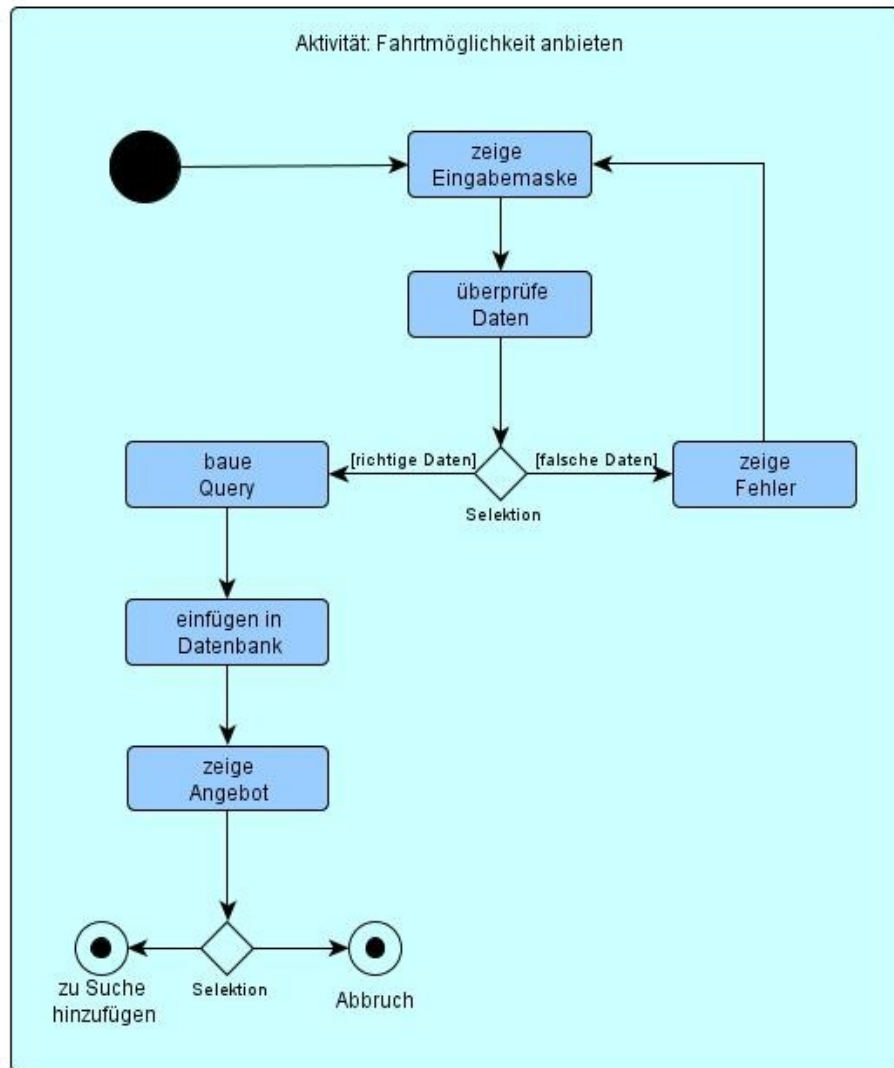 Aktivität: Fahrtmöglichkeit anbieten
zeige
Eingabemaske
überprüfe
Daten
baue
Query
[richtige Daten]
[falsche Daten]
zeige
Fehler
Selektion
einfügen in
Datenbank
zeige
Angebot
zu Suche
hinzufügen
Selektion
Abbruch